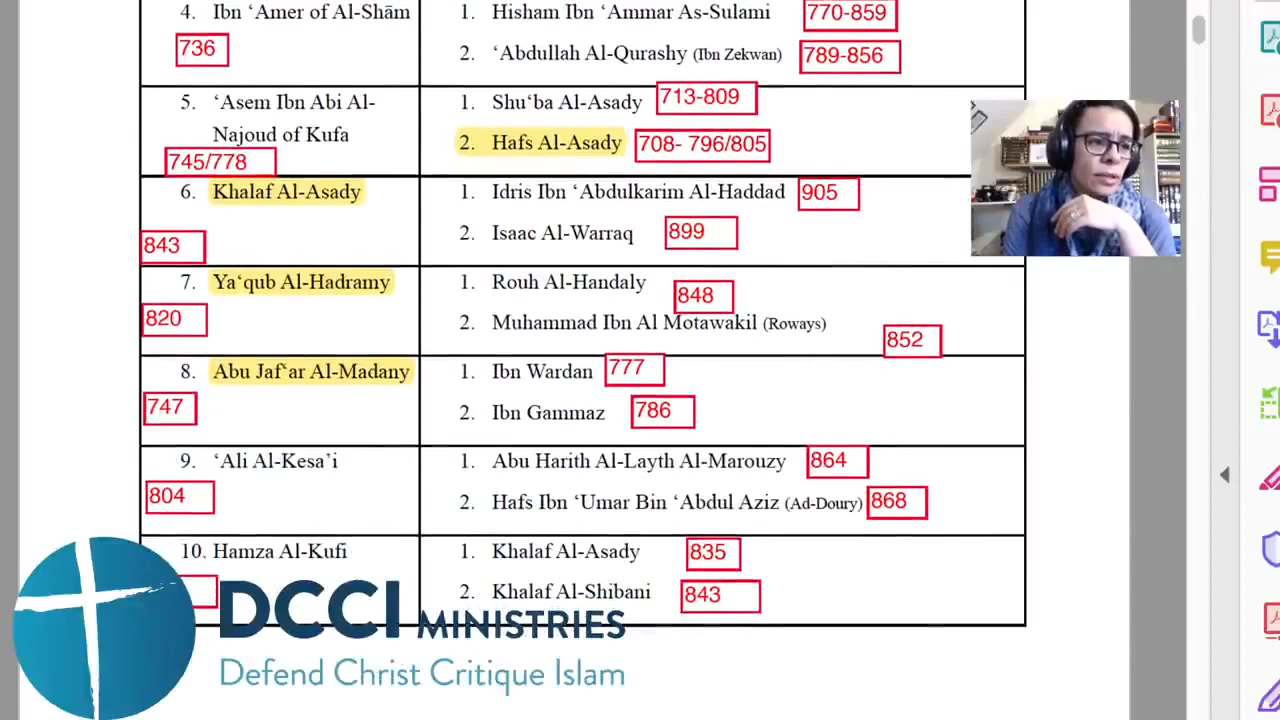 4. Ibn ‘Amer of Al-Shām
736
1. Hisham Ibn ‘Ammar As-Sulami 770-859
2. ‘Abdullah Al-Qurashy (Ibn Zekwan) 789-856
5. ‘Asem Ibn Abi Al-
Najoud of Kufa
745/778
1. Shu‘ba Al-Asady 713-809
2. Hafs Al-Asady 708- 796/805
6. Khalaf Al-Asady
843
1. Idris Ibn ‘Abdulkarim Al-Haddad 905
2. Isaac Al-Warraq 899
7. Ya‘qub Al-Hadramy
820
1. Rouh Al-Handaly 848
2. Muhammad Ibn Al Motawakil (Roways) 852
8. Abu Jaf‘ar Al-Madany
747
1. Ibn Wardan 777
2. Ibn Gammaz 786
9. ‘Ali Al-Kesa’i
804
1. Abu Harith Al-Layth Al-Marouzy 864
2. Hafs Ibn ‘Umar Bin ‘Abdul Aziz (Ad-Doury) 868
10. Hamza Al-Kufi
1. Khalaf Al-Asady 835
2. Khalaf Al-Shibani 843
DCCI MINISTRIES
Defend Christ Critique Islam